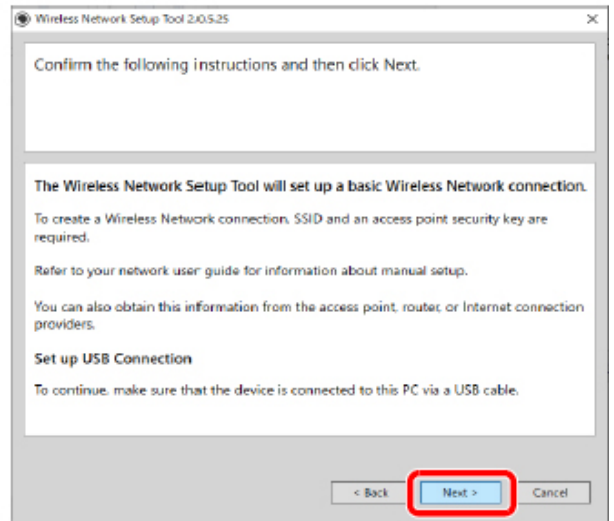 Wireless Network Setup Tool 2.0.5.25
Confirm the following instructions and then click Next.
The Wireless Network Setup Tool will set up a basic Wireless Network connection.
To create a Wireless Network connection, SSID and an access point security key are
required.
Refer to your network user guide for information about manual setup.
You can also obtain this information from the access point, router, or Internet connection
providers.
Set up USB Connection
To continue, make sure that the device is connected to this PC via a USB cable.
< Back
Next >
Cancel